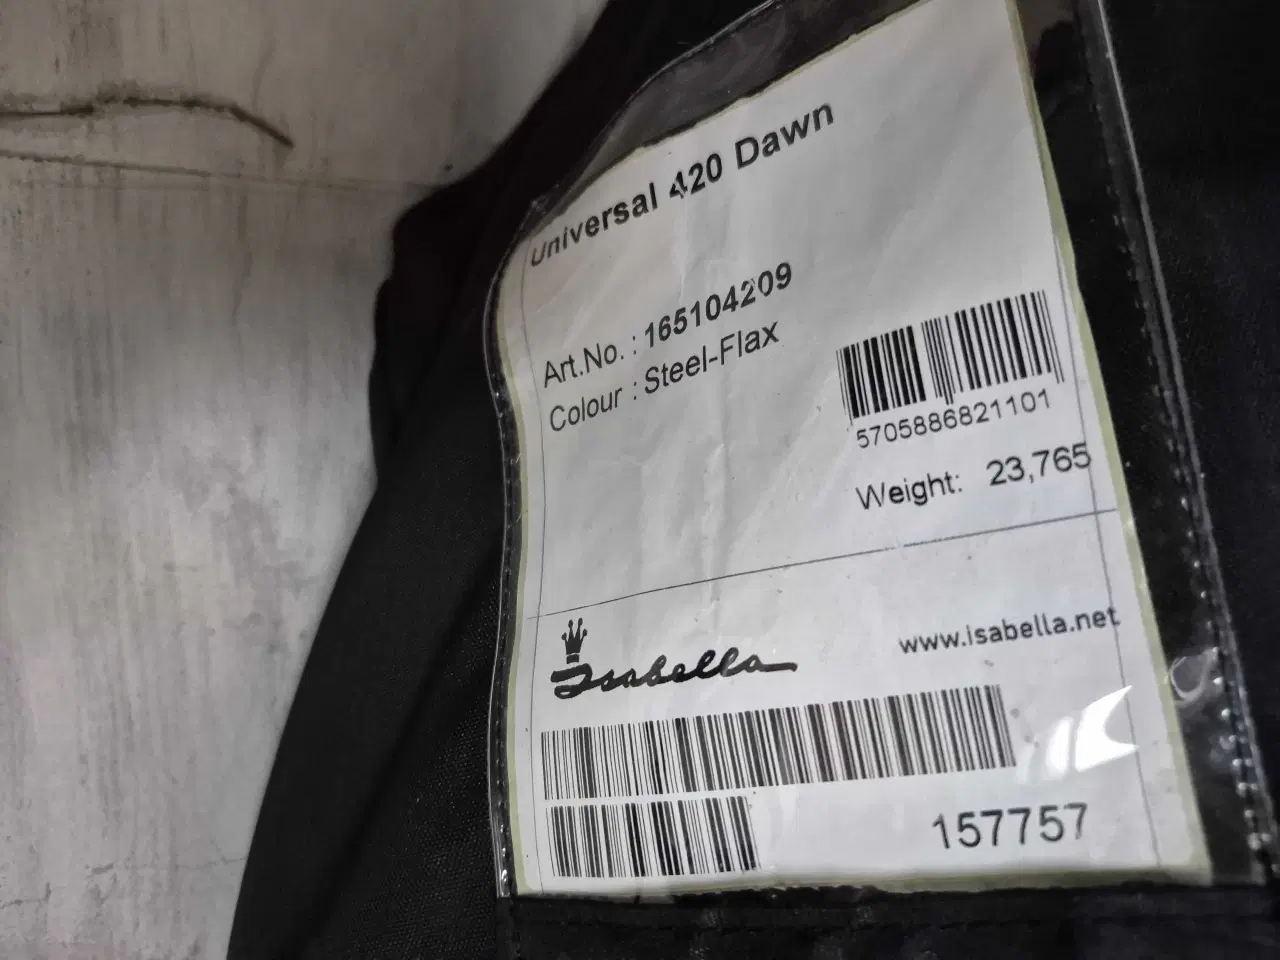 Universal 420 Dawn
Art.No. : 165104209
Colour : Steel-Flax
5705886821101
Weight: 23,765
www.isabella.net
Isabella
157757